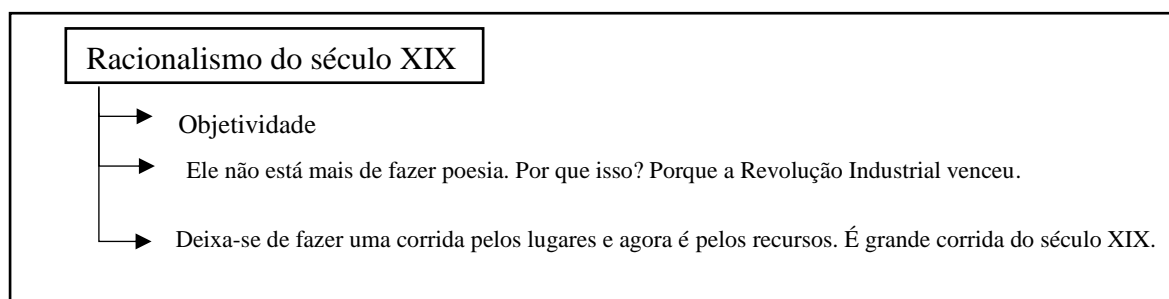 Racionalismo do século XIX
Objetividade
Ele não está mais de fazer poesia. Por que isso? Porque a Revolução Industrial venceu.
Deixa-se de fazer uma corrida pelos lugares e agora é pelos recursos. É grande corrida do século XIX.